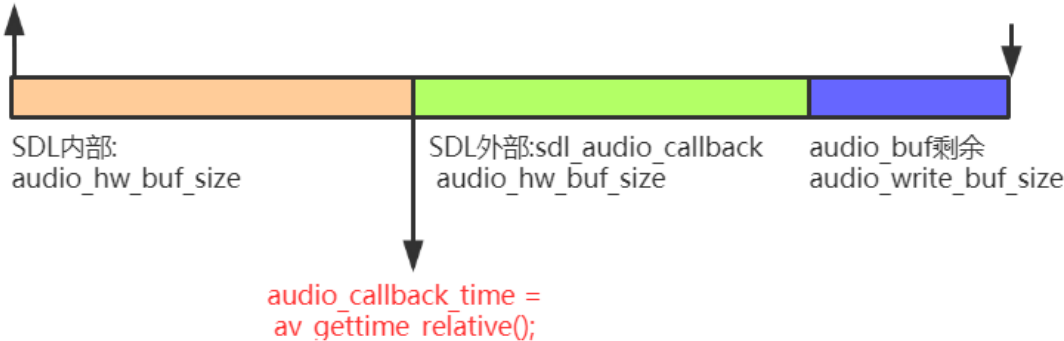 SDL内部:
audio_hw_buf_size
SDL外部:sdl_audio_callback
audio_hw_buf_size
audio_buf剩余
audio_write_buf_size
audio_callback_time =
av_gettime_relative();